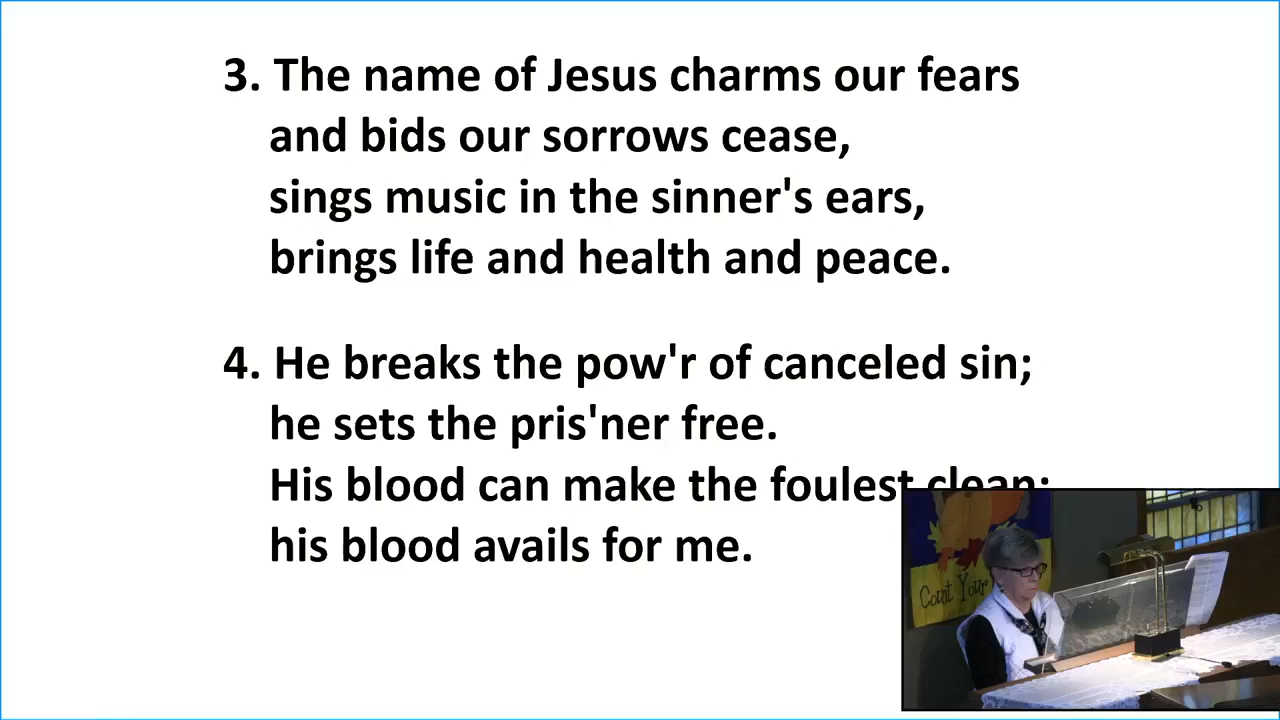 3. The name of Jesus charms our fears
and bids our sorrows cease,
sings music in the sinner's ears,
brings life and health and peace.
4. He breaks the pow'r of canceled sin;
he sets the pris'ner free.
His blood can make the foulest clean;
his blood avails for me.
Count Your